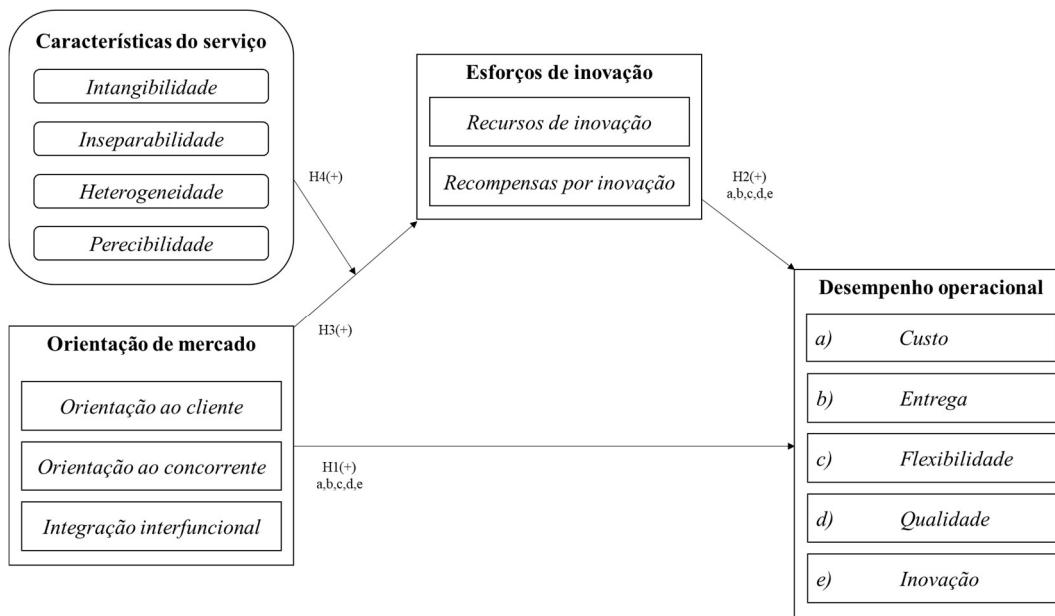 Características do serviço
Intangibilidade
Inseparabilidade
Heterogeneidade
Perecibilidade
Esforços de inovação
Recursos de inovação
Recompensas por inovação
H4(+)
H3(+)
H2(+)
a,b,c,d,e
Orientação de mercado
Orientação ao cliente
Orientação ao concorrente
Integração interfuncional
H1(+)
a,b,c,d,e
Desempenho operacional
a) Custo
b) Entrega
c) Flexibilidade
d) Qualidade
e) Inovação